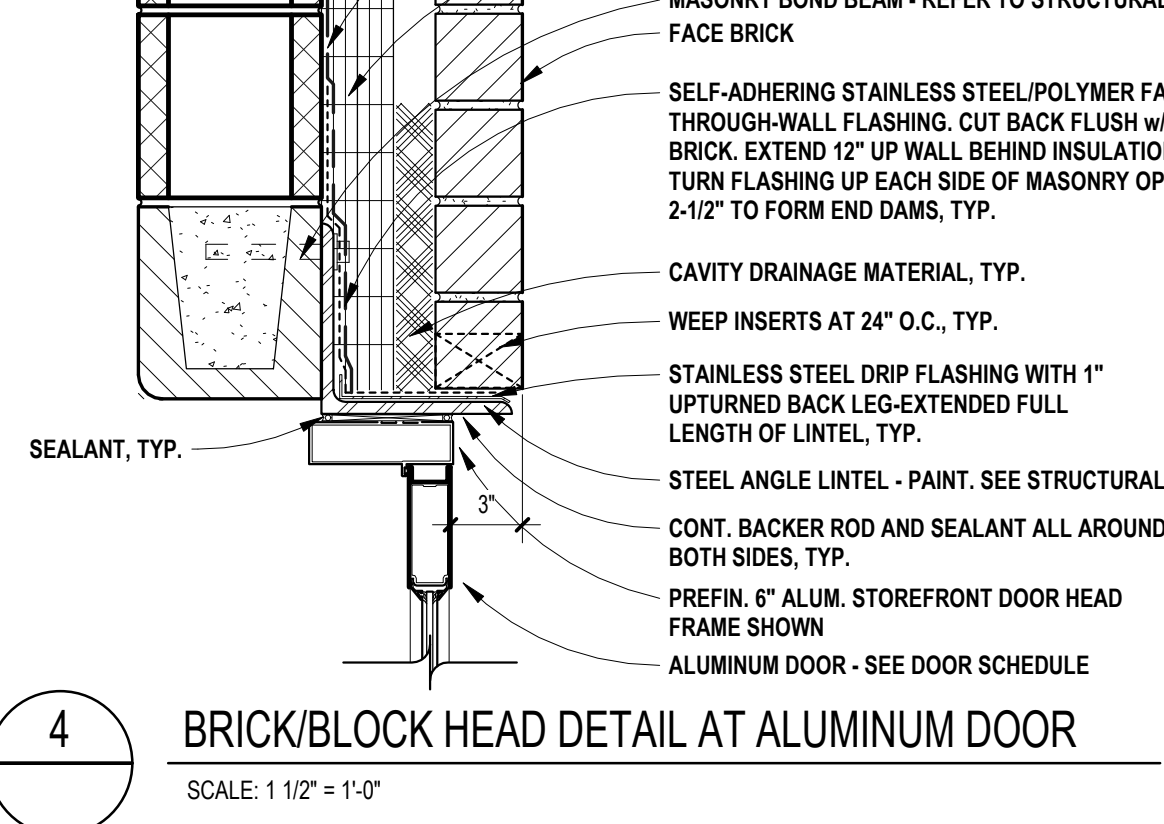 MASONRY BOND BEAM - REFER TO STRUCTURAL
FACE BRICK
SELF-ADHERING STAINLESS STEEL/POLYMER FA
THROUGH-WALL FLASHING. CUT BACK FLUSH w/
BRICK. EXTEND 12" UP WALL BEHIND INSULATION
TURN FLASHING UP EACH SIDE OF MASONRY OP
2-1/2" TO FORM END DAMS, TYP.
CAVITY DRAINAGE MATERIAL, TYP.
WEEP INSERTS AT 24" O.C., TYP.
STAINLESS STEEL DRIP FLASHING WITH 1"
UPTURNED BACK LEG-EXTENDED FULL
LENGTH OF LINTEL, TYP.
SEALANT, TYP.
STEEL ANGLE LINTEL - PAINT. SEE STRUCTURAL
3"
CONT. BACKER ROD AND SEALANT ALL AROUND
BOTH SIDES, TYP.
PREFIN. 6" ALUM. STOREFRONT DOOR HEAD
FRAME SHOWN
ALUMINUM DOOR - SEE DOOR SCHEDULE
4
BRICK/BLOCK HEAD DETAIL AT ALUMINUM DOOR
SCALE: 1 1/2" = 1'-0"